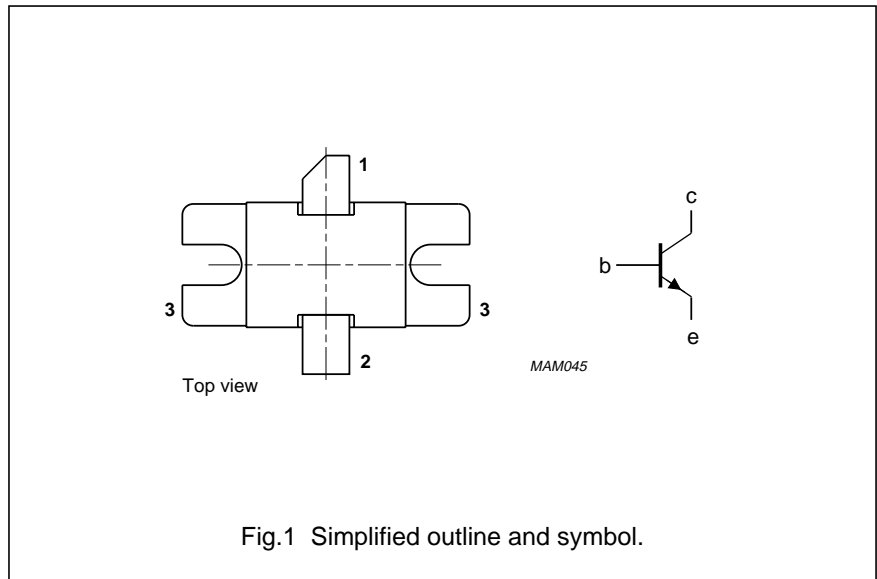 1
c
b
3
3
e
2
MAM045
Top view
Fig.1 Simplified outline and symbol.